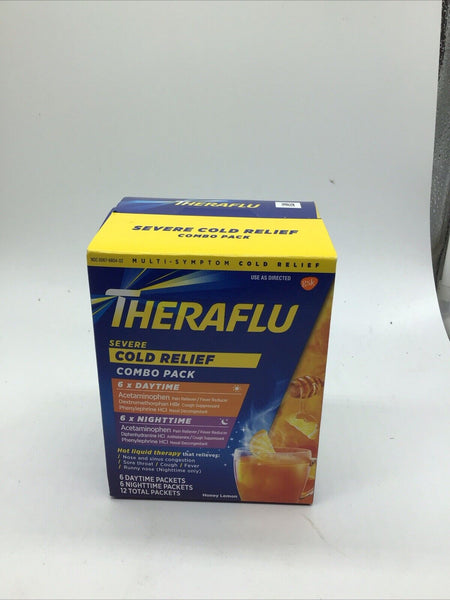 THERAFLU
SEVERE COLD RELIEF
COMBO PACK
MULTI-SYMPTOM COLD RELIEF
USE AS DIRECTED
gsk
THERAFLU
SEVERE
COLD RELIEF
COMBO PACK
6 x DAYTIME
Acetaminophen Pain Reliever / Fever Reducer
Dextromethorphan HBr Cough Suppressant
Phenylephrine HCl Nasal Decongestant
6 x NIGHTTIME
Acetaminophen Pain Reliever / Fever Reducer
Diphenhydramine HCl Antihistamine / Cough Suppressant
Phenylephrine HCl Nasal Decongestant
Hot liquid therapy that relieves:
/ Nose and sinus congestion
/ Sore throat / Cough / Fever
/ Runny nose (Nighttime only)
6 DAYTIME PACKETS
6 NIGHTTIME PACKETS
12 TOTAL PACKETS
Honey Lemon